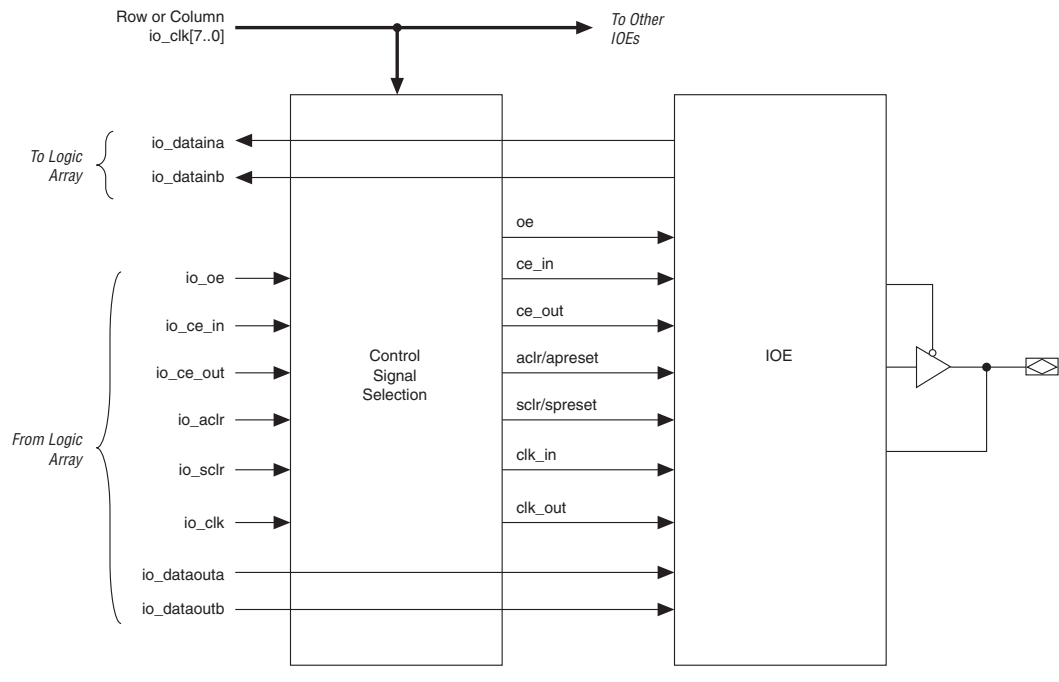 Row or Column
io_clk[7..0]
To Other
IOEs
To Logic
Array
io_dataina
io_datainb
oe
ce_in
ce_out
aclr/apreset
sclr/spreset
clk_in
clk_out
From Logic
Array
io_oe
io_ce_in
io_ce_out
io_aclr
io_sclr
io_clk
io_dataouta
io_dataoutb
Control
Signal
Selection
IOE